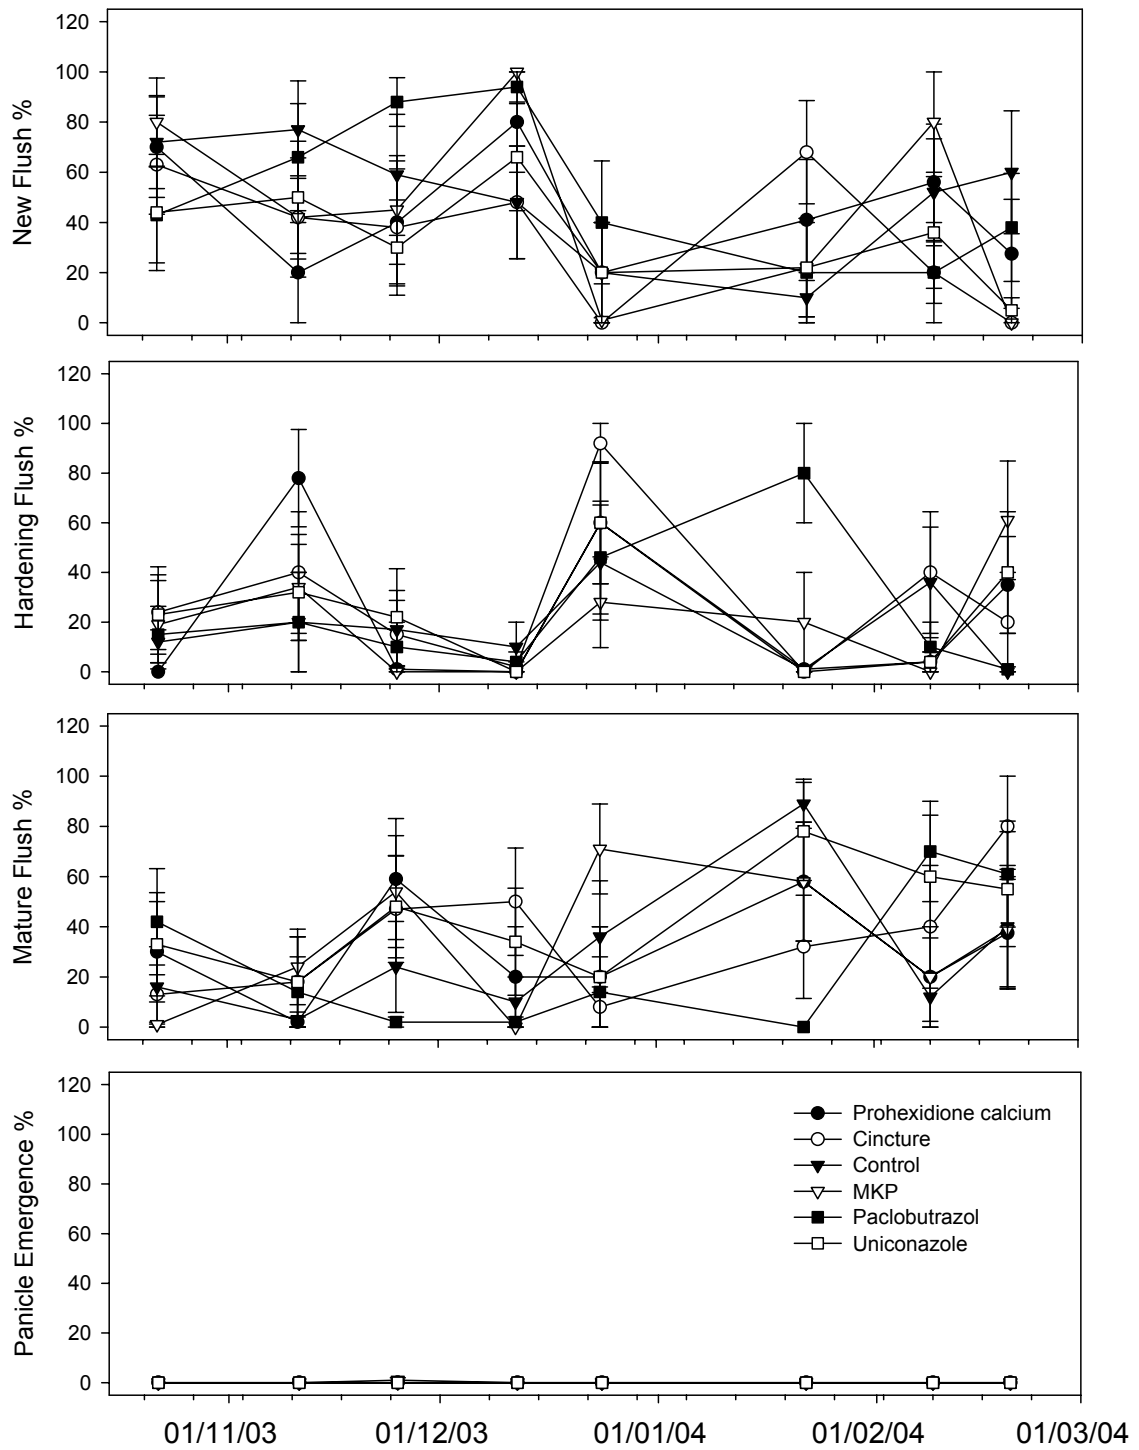 120
100
80
60
40
20
0
New Flush %
120
100
80
60
40
20
0
Hardening Flush %
120
100
80
60
40
20
0
Mature Flush %
120
100
80
60
40
20
0
Panicle Emergence %
Prohexidione calcium
Cincture
Control
MKP
Paclobutrazol
Uniconazole
01/11/03 01/12/03 01/01/04 01/02/04 01/03/04